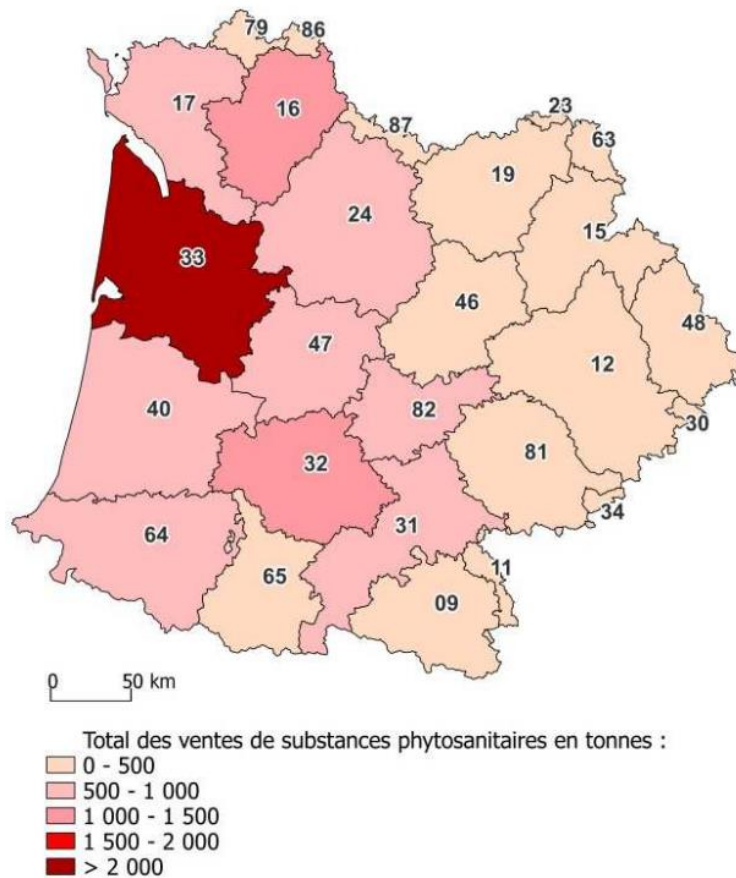 79 86
17 16 87 23 63
19
24 15
33
46 48
47 12
40 82 30
32 81
34
64 31
65 11
09
0 50 km
Total des ventes de substances phytosanitaires en tonnes :
0 - 500
500 - 1 000
1 000 - 1 500
1 500 - 2 000
> 2 000